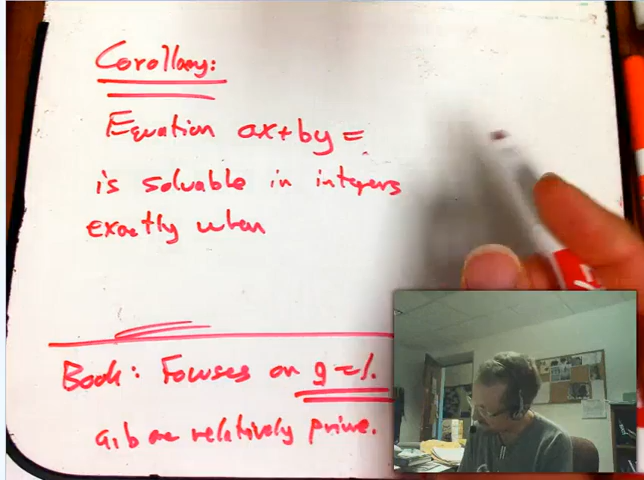 Corollary:
Equation ax+by =
is solvable in integers
exactly when
Book: Focuses on g=1.
a,b are relatively prime.